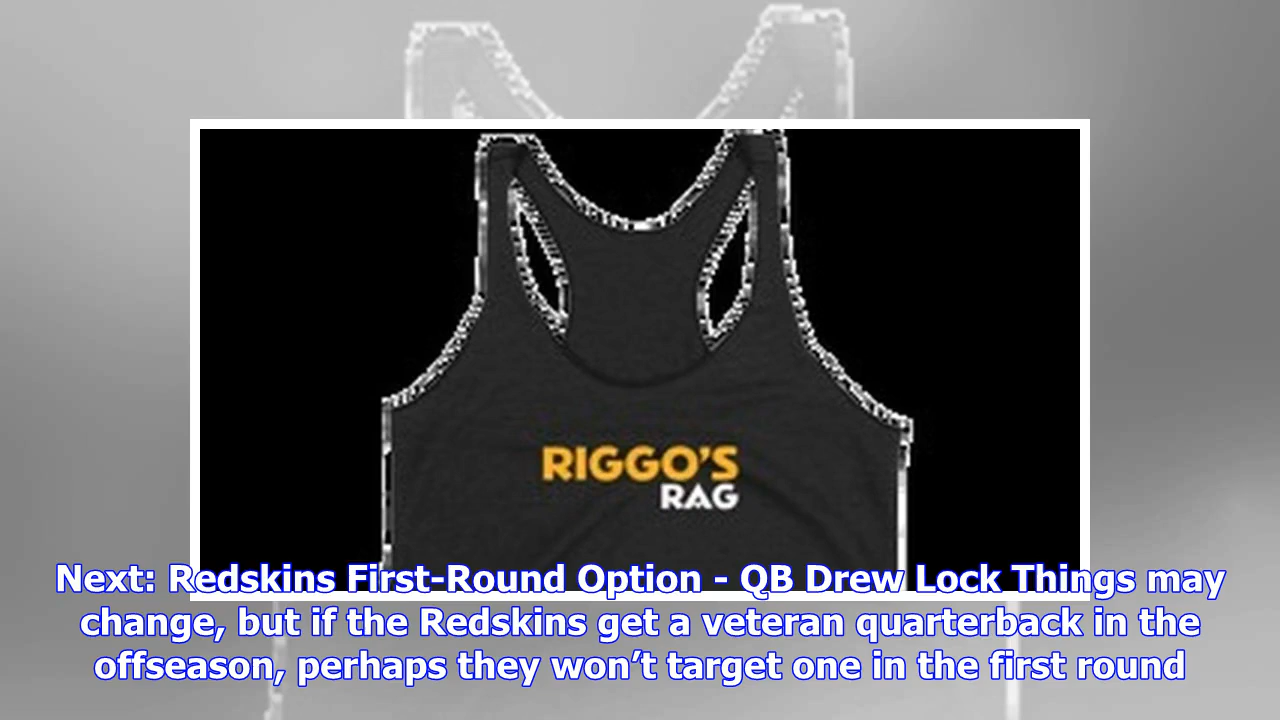 RIGGO'S
RAG
Next: Redskins First-Round Option - QB Drew Lock Things may
change, but if the Redskins get a veteran quarterback in the
offseason, perhaps they won’t target one in the first round